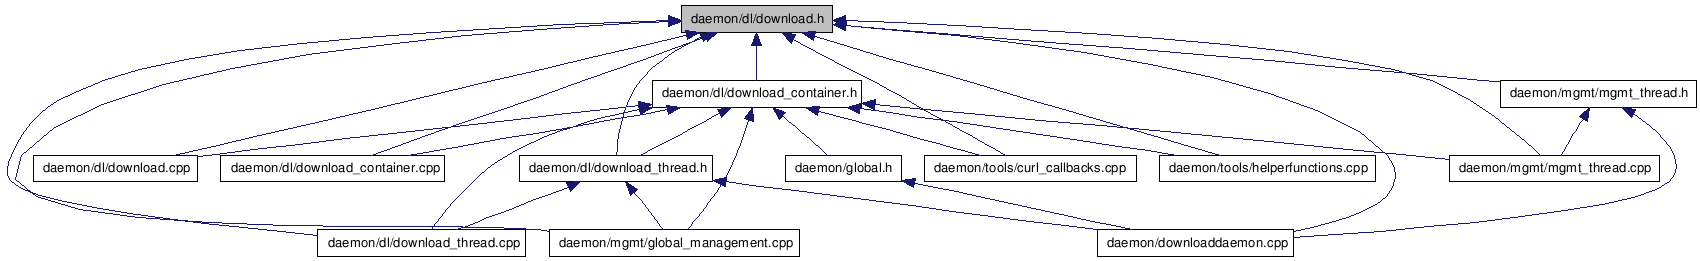 daemon/dl/download.h
daemon/dl/download_container.h
daemon/mgmt/mgmt_thread.h
daemon/dl/download.cpp
daemon/dl/download_container.cpp
daemon/dl/download_thread.h
daemon/global.h
daemon/tools/curl_callbacks.cpp
daemon/tools/helperfunctions.cpp
daemon/mgmt/mgmt_thread.cpp
daemon/dl/download_thread.cpp
daemon/mgmt/global_management.cpp
daemon/downloaddaemon.cpp